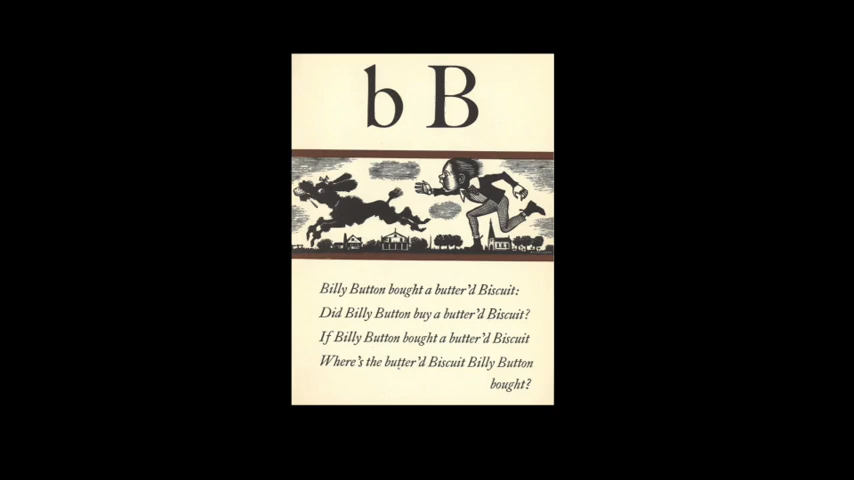 b B
Billy Button bought a butter'd Biscuit:
Did Billy Button buy a butter'd Biscuit?
If Billy Button bought a butter'd Biscuit
Where's the butter'd Biscuit Billy Button
bought?